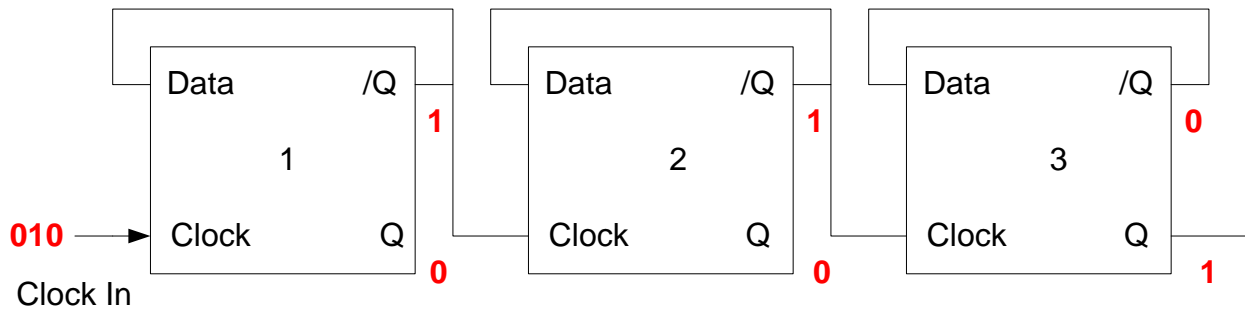 Data /Q Data /Q Data /Q
1 1 0
1 2 3
010 Clock Q Clock Q Clock Q
0 0 1
Clock In